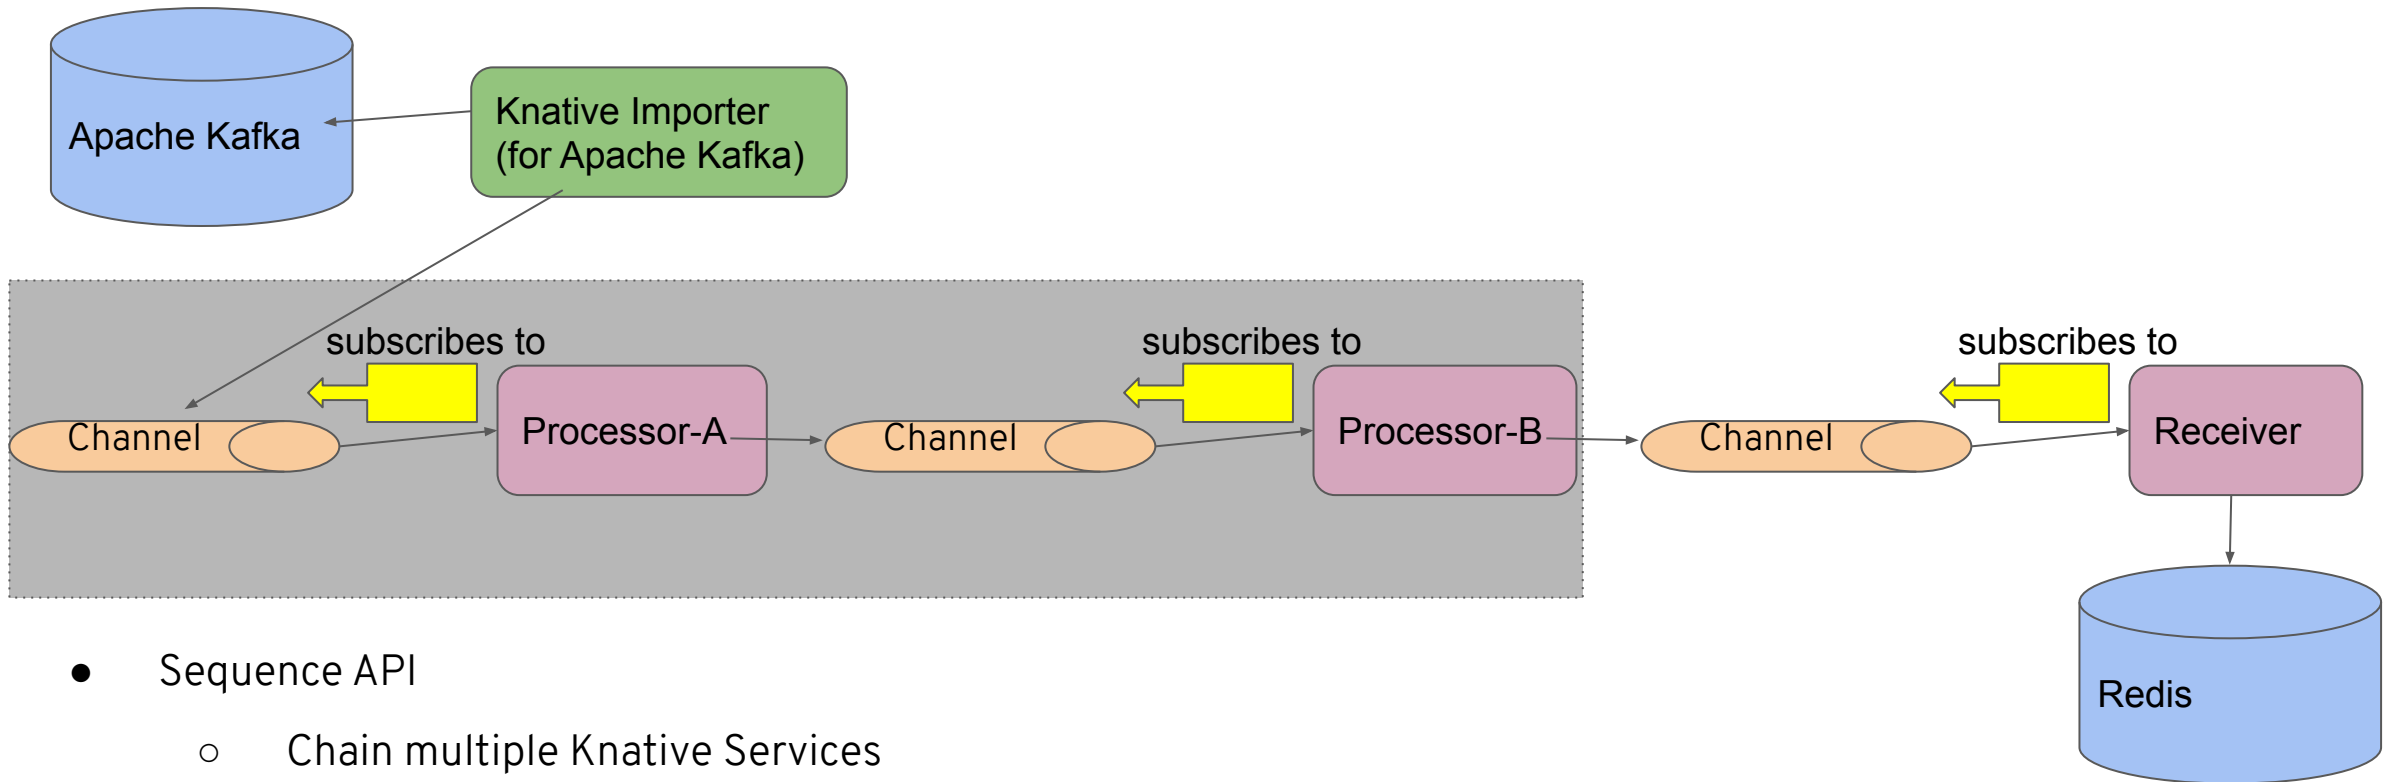 Apache Kafka
Knative Importer
(for Apache Kafka)
subscribes to
subscribes to
subscribes to
Channel
Processor-A
Channel
Processor-B
Channel
Receiver
● Sequence API
○ Chain multiple Knative Services
Redis